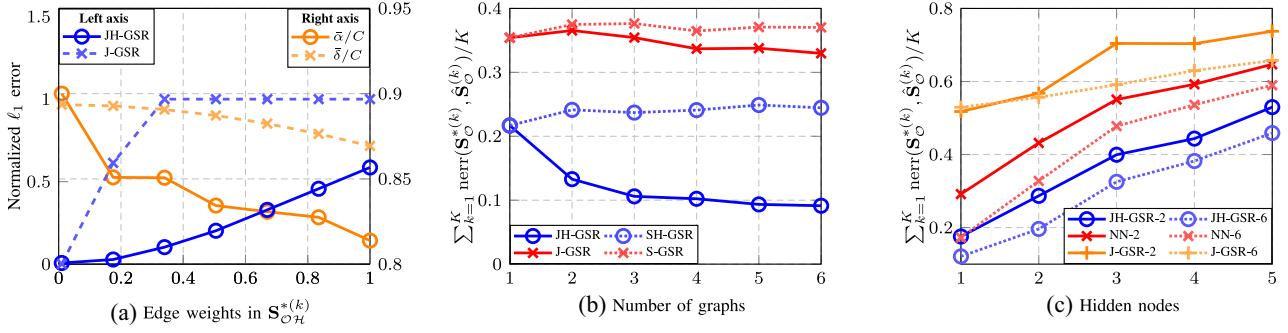 Left axis
JH-GSR
J-GSR
Right axis
ᾱ/C
δ̄/C
Normalized ℓ₁ error
0
0.5
1
1.5
0.8
0.85
0.9
0.95
0 0.2 0.4 0.6 0.8 1
(a) Edge weights in S*(k)_OH
∑_{k=1}^K nerr(S*_O^(k), Ŝ_O^(k))/K
0
0.1
0.2
0.3
0.4
1 2 3 4 5 6
JH-GSR SH-GSR
J-GSR S-GSR
(b) Number of graphs
∑_{k=1}^K nerr(S*_O^(k), Ŝ_O^(k))/K
0.2
0.4
0.6
0.8
1 2 3 4 5
JH-GSR-2 JH-GSR-6
NN-2 NN-6
J-GSR-2 J-GSR-6
(c) Hidden nodes